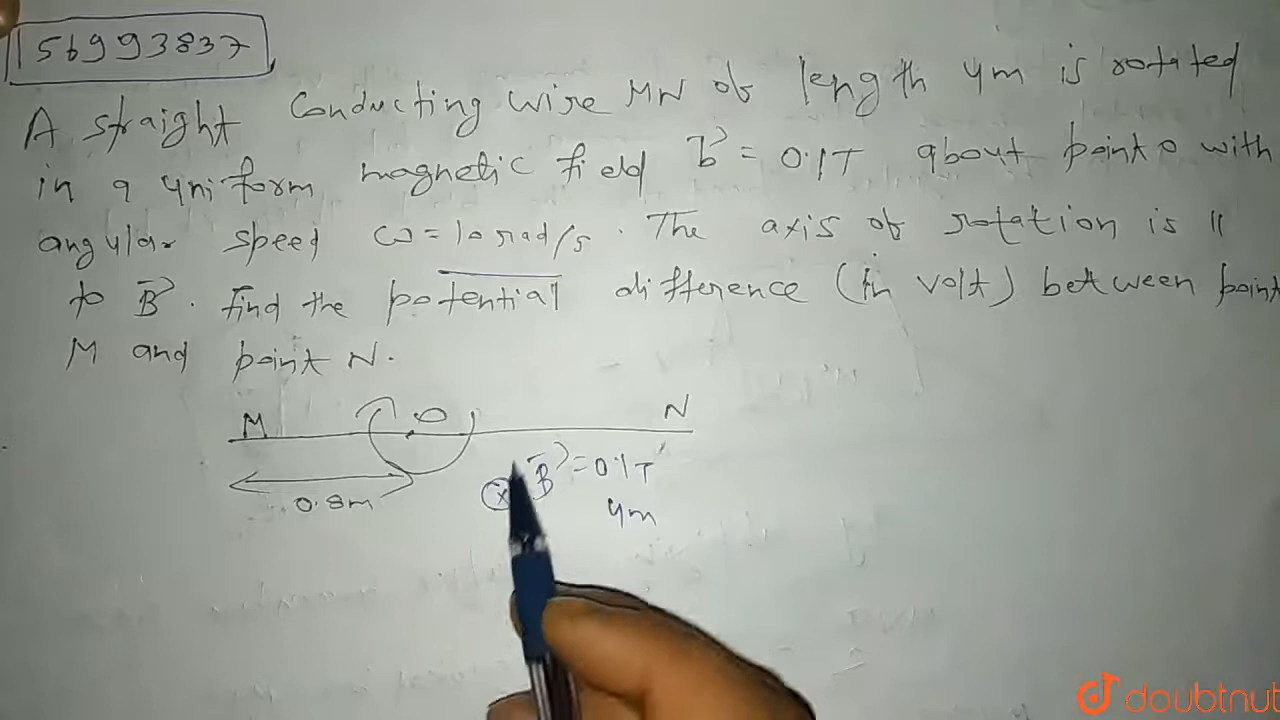 156993837
A straight conducting wire MN of length 4m is rotated
in a uniform magnetic field B = 0.1T about point O with
angular speed ω = 10 rad/s. The axis of rotation is ||
to B. Find the potential difference (in volt) between point
M and point N.
M O N
0.8m
ⓧ B = 0.1T
4m
doubtnut